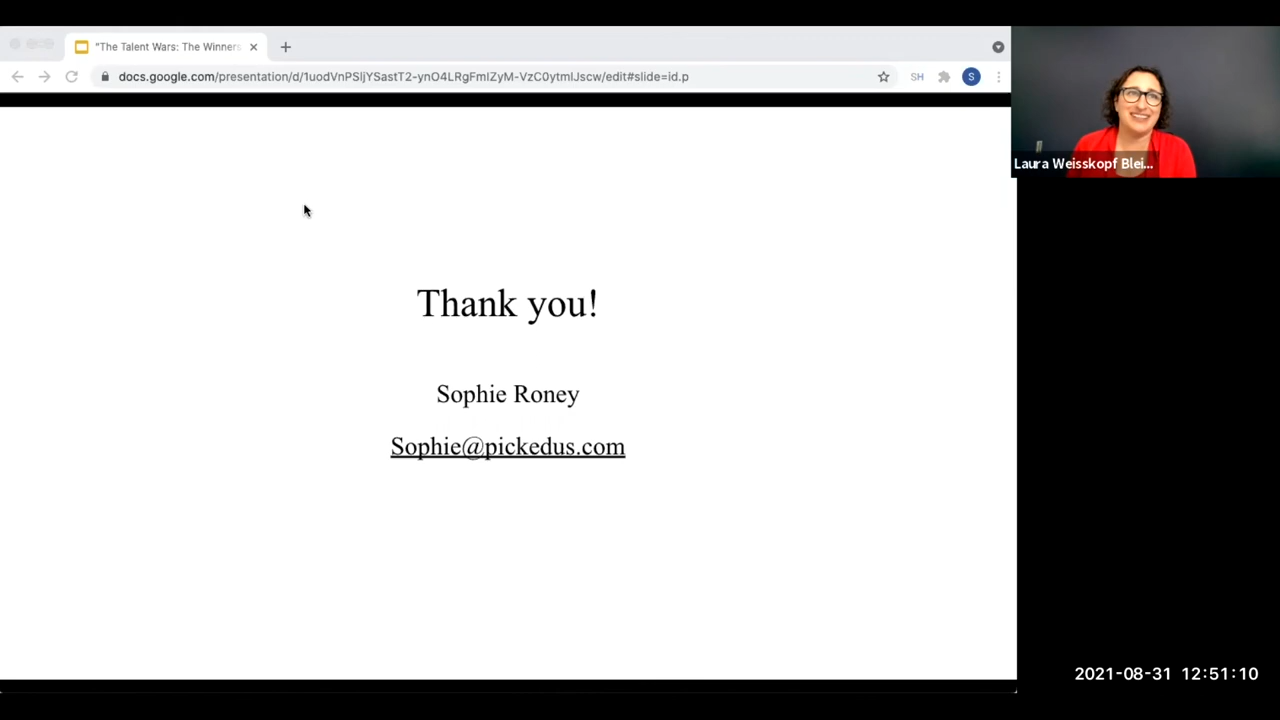 "The Talent Wars: The Winners
docs.google.com/presentation/d/1uodVnPSljYSastT2-ynO4LRgFmIZyM-VzC0ytmlJscw/edit#slide=id.p
SH
S
Laura Weisskopf Blei...
Thank you!
Sophie Roney
Sophie@pickedus.com
2021-08-31 12:51:10